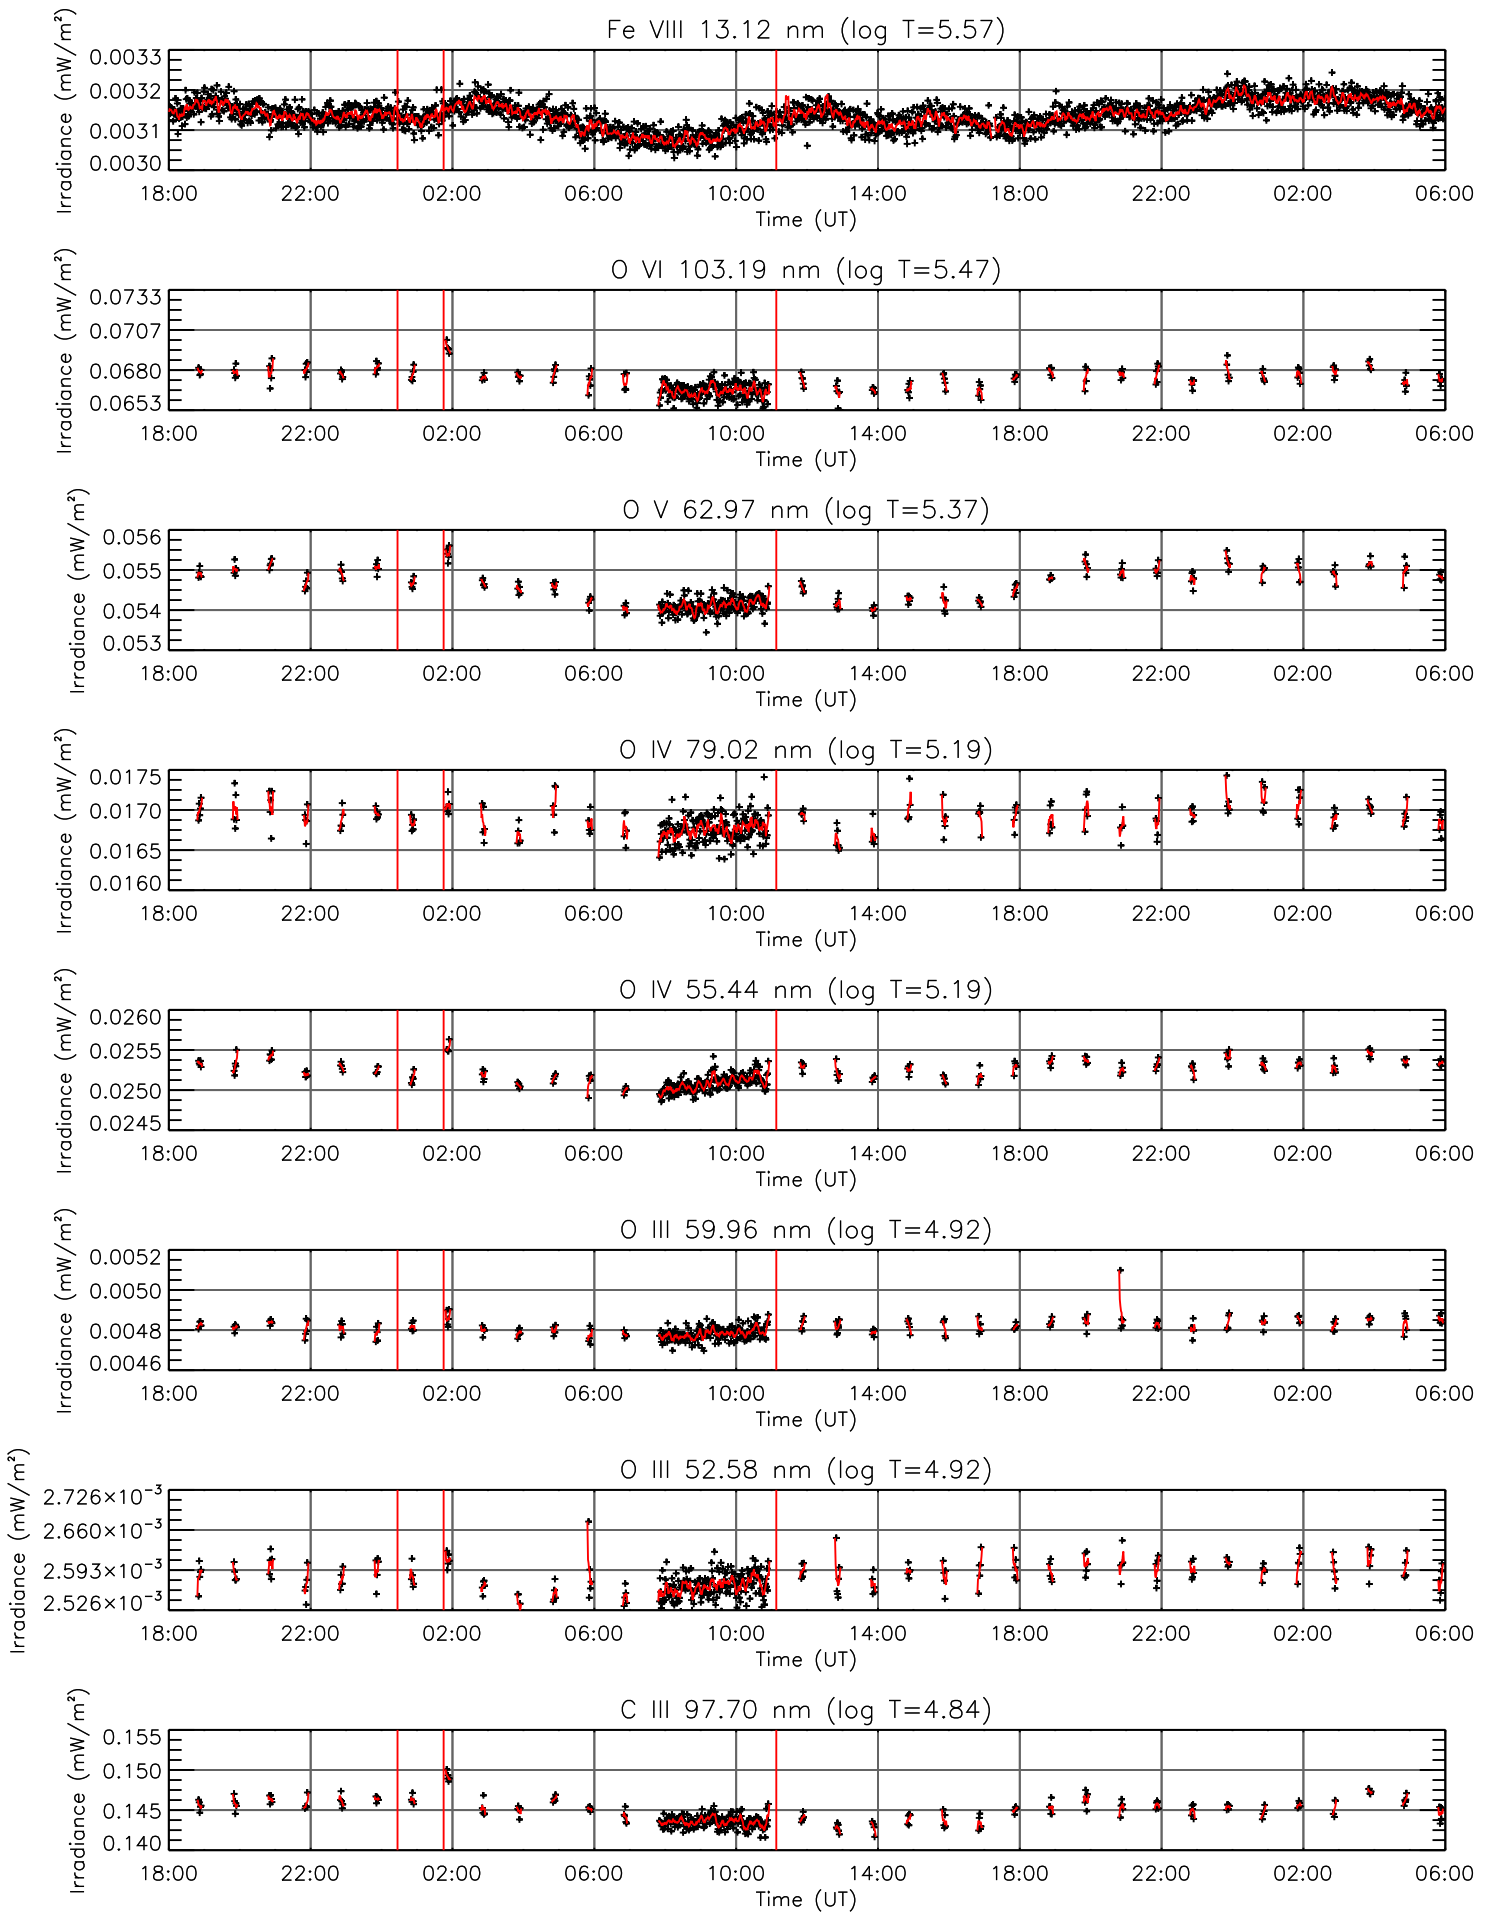 Fe VIII 13.12 nm (log T=5.57)
Irradiance (mW/m²)
0.0033
0.0032
0.0031
0.0030
18:00 22:00 02:00 06:00 10:00 14:00 18:00 22:00 02:00 06:00
Time (UT)
O VI 103.19 nm (log T=5.47)
Irradiance (mW/m²)
0.0733
0.0707
0.0680
0.0653
18:00 22:00 02:00 06:00 10:00 14:00 18:00 22:00 02:00 06:00
Time (UT)
O V 62.97 nm (log T=5.37)
Irradiance (mW/m²)
0.056
0.055
0.054
0.053
18:00 22:00 02:00 06:00 10:00 14:00 18:00 22:00 02:00 06:00
Time (UT)
O IV 79.02 nm (log T=5.19)
Irradiance (mW/m²)
0.0175
0.0170
0.0165
0.0160
18:00 22:00 02:00 06:00 10:00 14:00 18:00 22:00 02:00 06:00
Time (UT)
O IV 55.44 nm (log T=5.19)
Irradiance (mW/m²)
0.0260
0.0255
0.0250
0.0245
18:00 22:00 02:00 06:00 10:00 14:00 18:00 22:00 02:00 06:00
Time (UT)
O III 59.96 nm (log T=4.92)
Irradiance (mW/m²)
0.0052
0.0050
0.0048
0.0046
18:00 22:00 02:00 06:00 10:00 14:00 18:00 22:00 02:00 06:00
Time (UT)
O III 52.58 nm (log T=4.92)
Irradiance (mW/m²)
2.726×10⁻³
2.660×10⁻³
2.593×10⁻³
2.526×10⁻³
18:00 22:00 02:00 06:00 10:00 14:00 18:00 22:00 02:00 06:00
Time (UT)
C III 97.70 nm (log T=4.84)
Irradiance (mW/m²)
0.155
0.150
0.145
0.140
18:00 22:00 02:00 06:00 10:00 14:00 18:00 22:00 02:00 06:00
Time (UT)